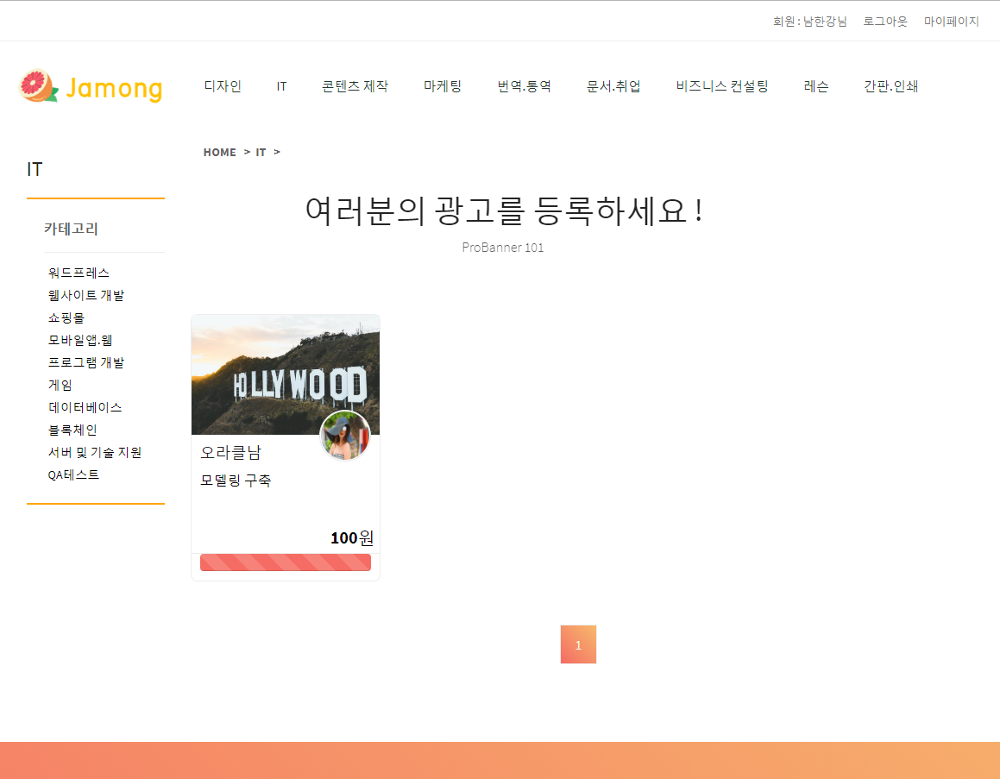 회원 : 남한강님 로그아웃 마이페이지
Jamong
디자인 IT 콘텐츠 제작 마케팅 번역.통역 문서.취업 비즈니스 컨설팅 레슨 간판.인쇄
HOME > IT >
IT
카테고리
워드프레스
웹사이트 개발
쇼핑몰
모바일앱.웹
프로그램 개발
게임
데이터베이스
블록체인
서버 및 기술 지원
QA테스트
여러분의 광고를 등록하세요 !
ProBanner 101
HOLLYWOOD
오라클남
모델링 구축
100원
1